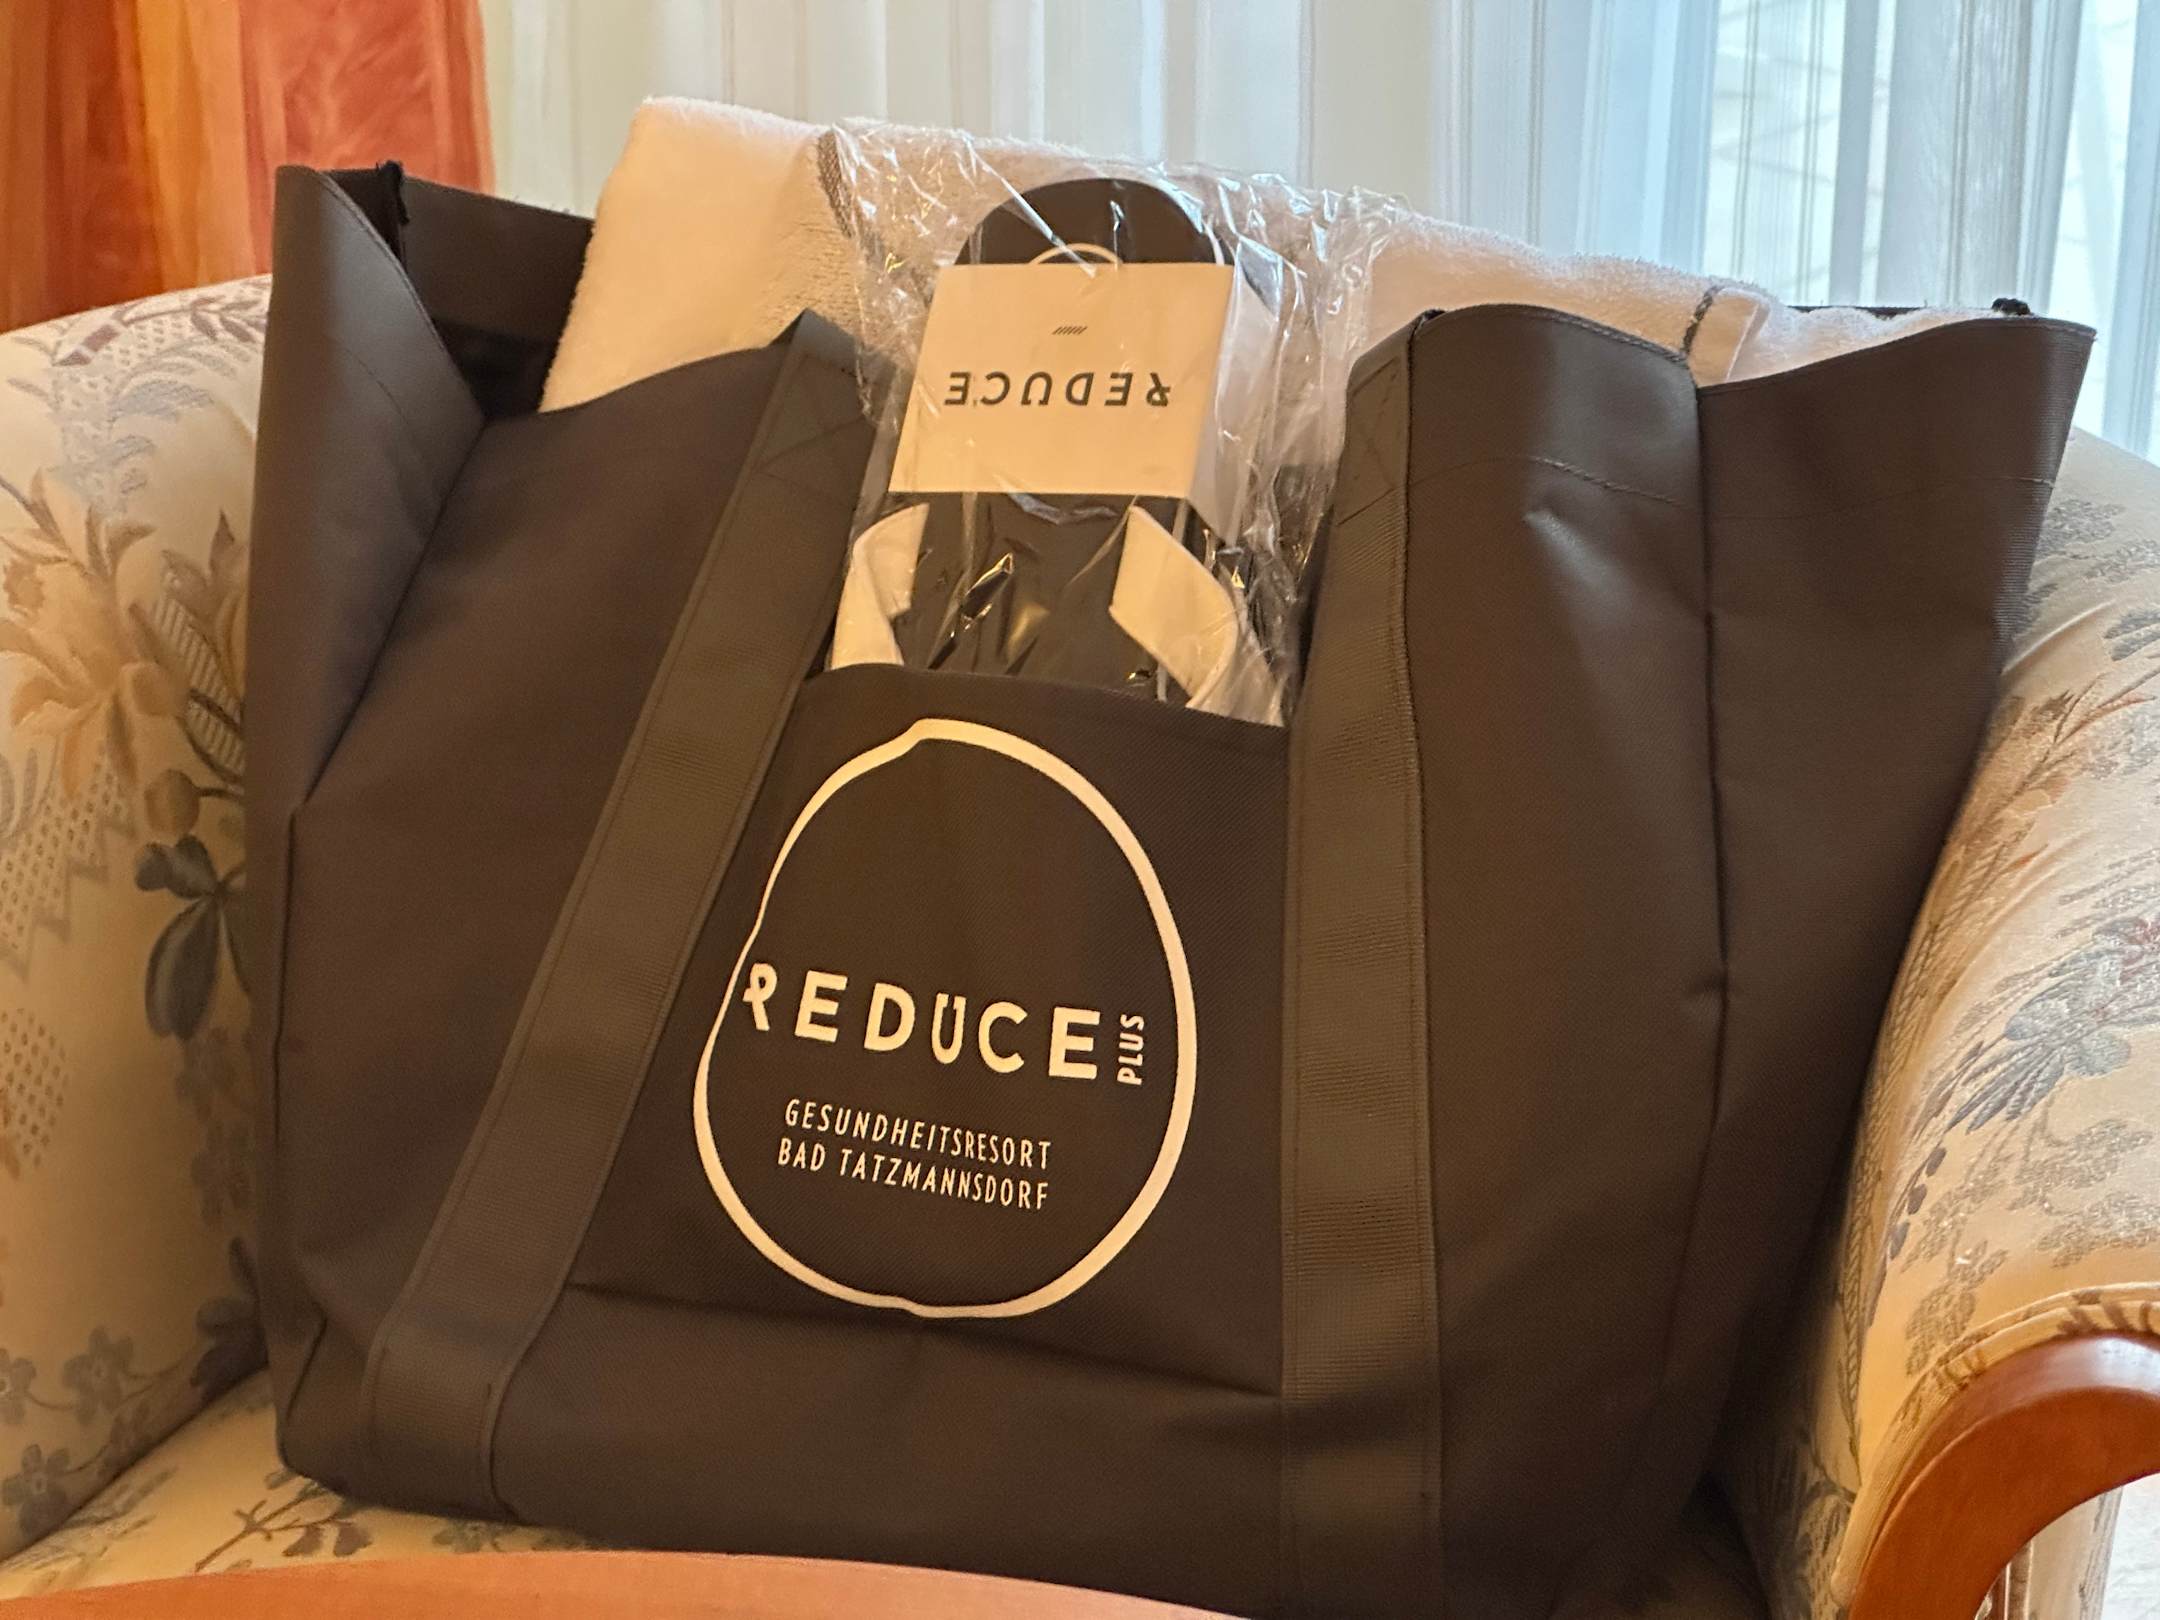 REDUCE
REDUCE PLUS
GESUNDHEITSRESORT
BAD TATZMANNSDORF